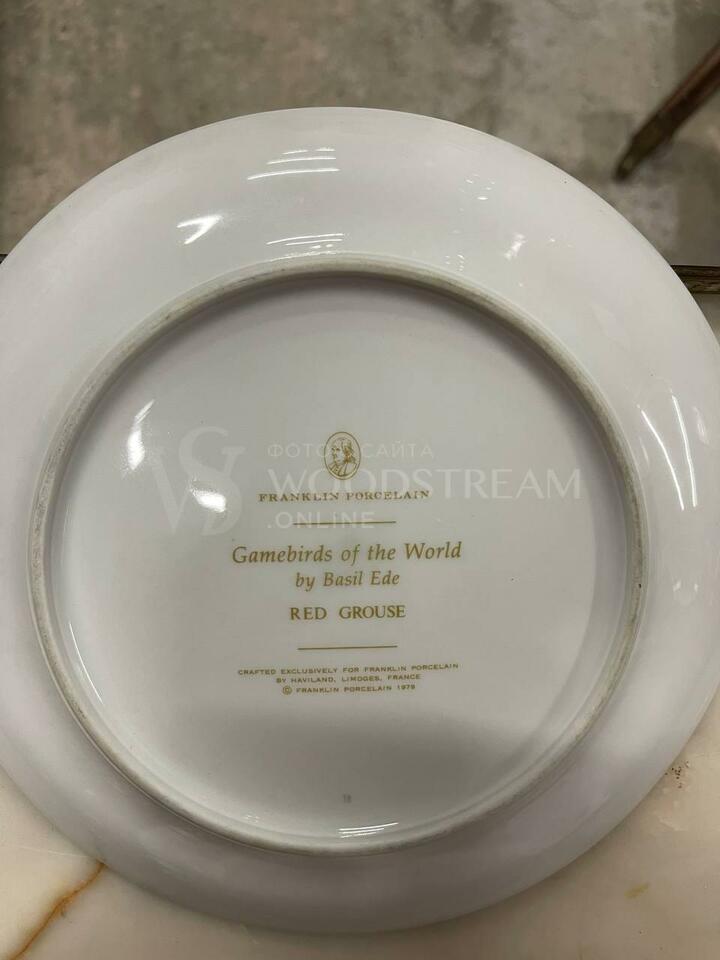 ФОТО САЙТА
WOODSTREAM
.ONLINE
FRANKLIN PORCELAIN
Gamebirds of the World
by Basil Ede
RED GROUSE
CRAFTED EXCLUSIVELY FOR FRANKLIN PORCELAIN
BY HAVILAND, LIMOGES, FRANCE
© FRANKLIN PORCELAIN 1979